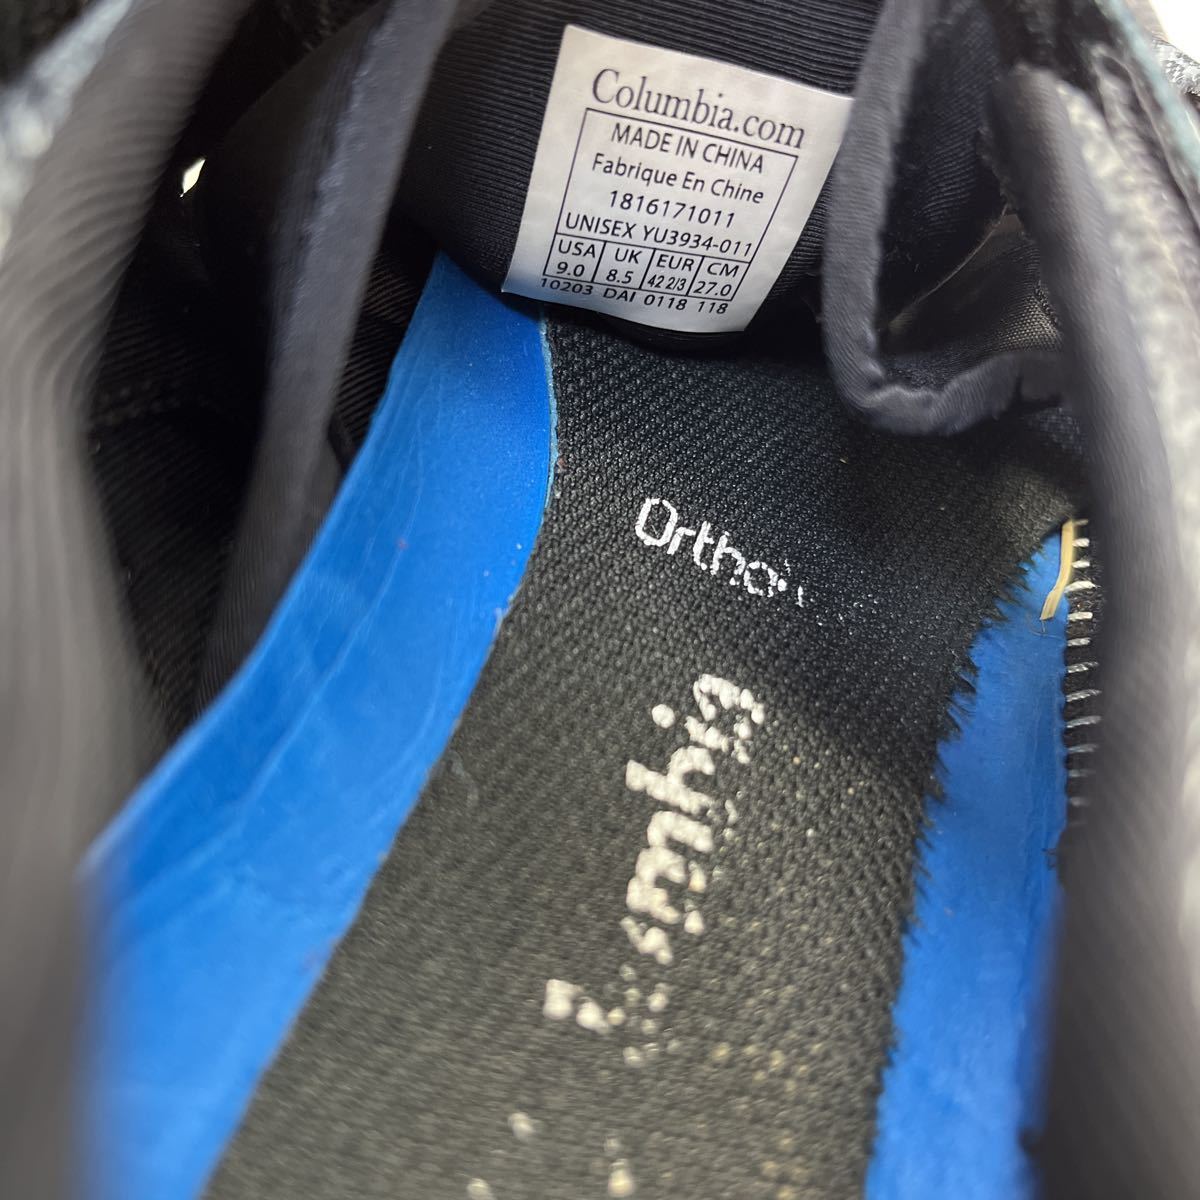 Columbia.com
MADE IN CHINA
Fabrique En Chine
1816171011
UNISEX YU3934-011
USA UK EUR CM
9.0 8.5 42 2/3 27.0
10203 DAI 0118 118
Ortho